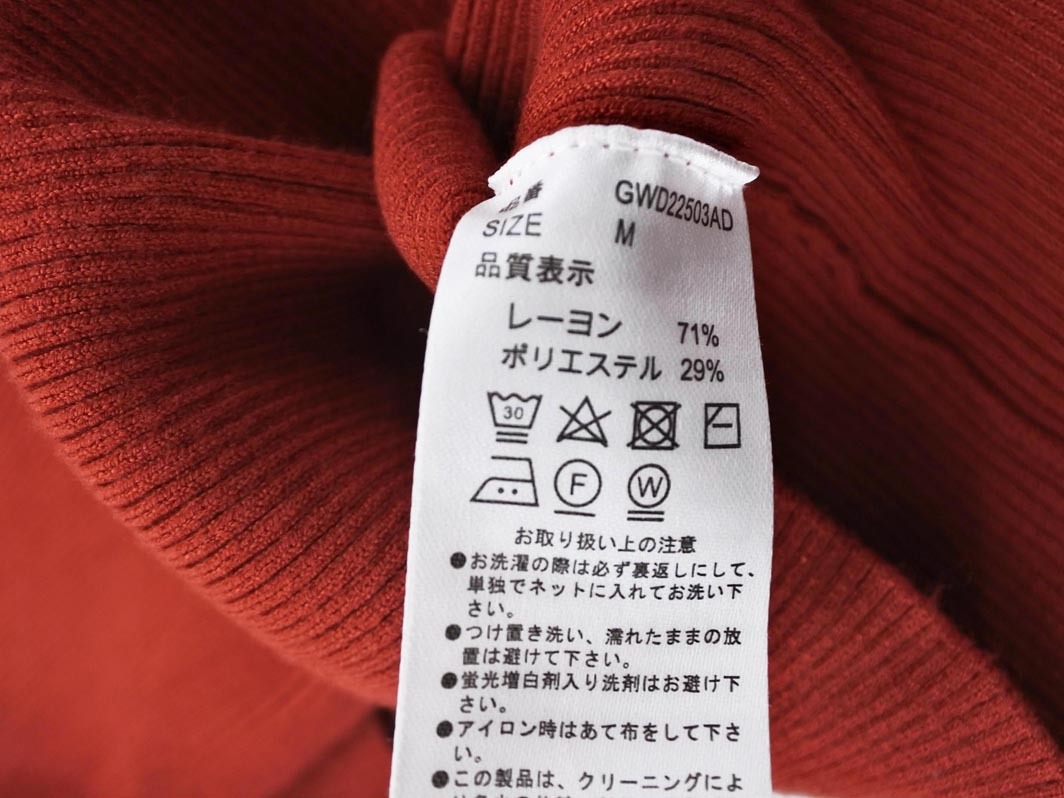 品番 GWD22503AD
SIZE M
品質表示
レーヨン 71%
ポリエステル 29%
30
F W
お取り扱い上の注意
●お洗濯の際は必ず裏返しにして、
単独でネットに入れてお洗い下
さい。
●つけ置き洗い、濡れたままの放
置は避けて下さい。
●蛍光増白剤入り洗剤はお避け下
さい。
●アイロン時はあて布をして下さ
い。
●この製品は、クリーニングによ